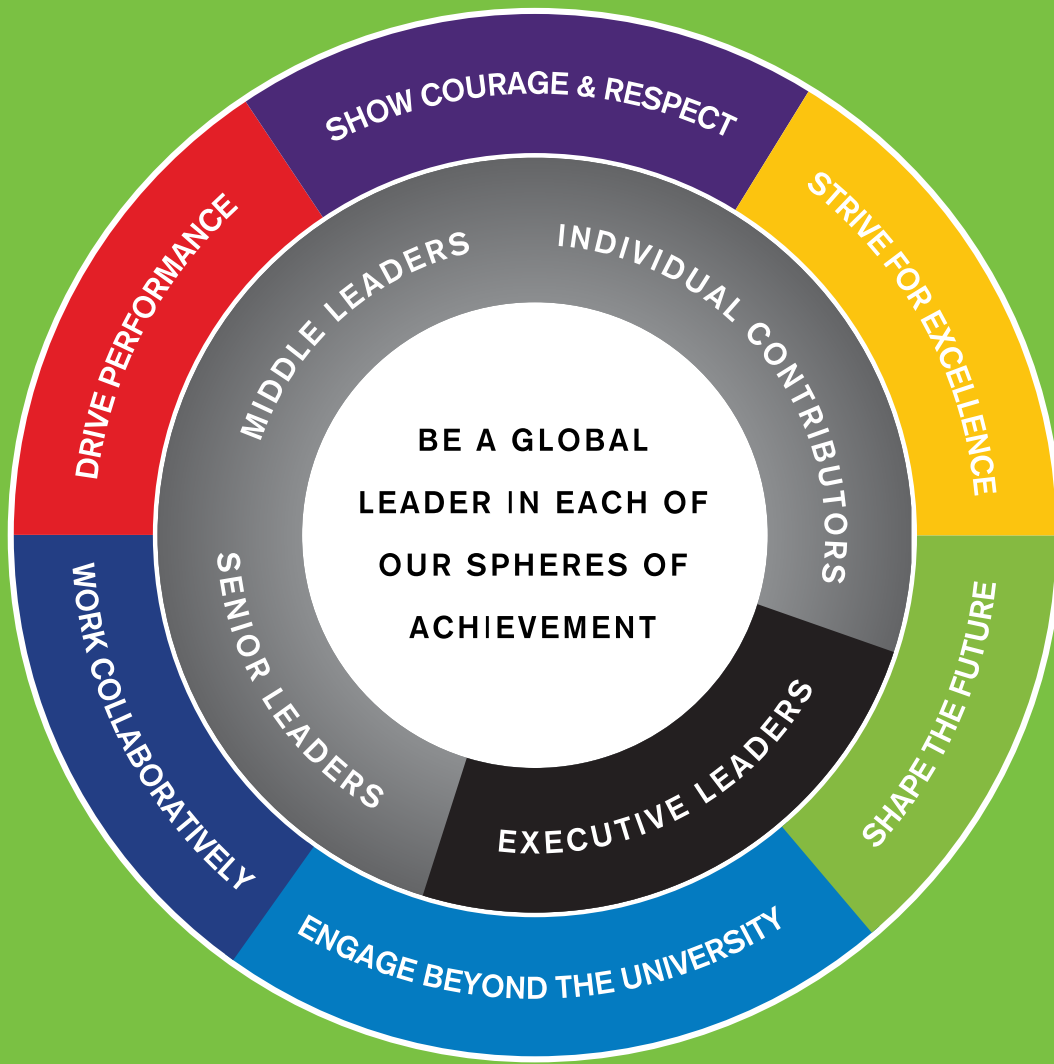 SHOW COURAGE & RESPECT
STRIVE FOR EXCELLENCE
SHAPE THE FUTURE
ENGAGE BEYOND THE UNIVERSITY
WORK COLLABORATIVELY
DRIVE PERFORMANCE
MIDDLE LEADERS
INDIVIDUAL CONTRIBUTORS
EXECUTIVE LEADERS
SENIOR LEADERS
BE A GLOBAL
LEADER IN EACH OF
OUR SPHERES OF
ACHIEVEMENT